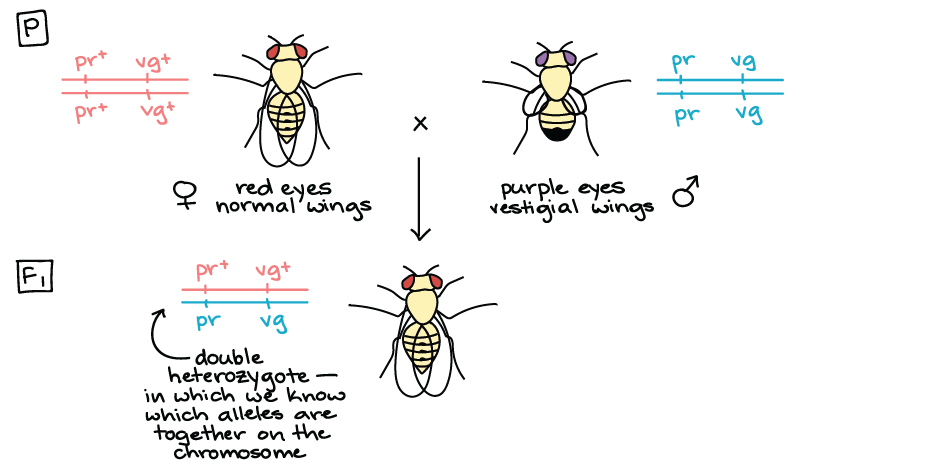 P
pr+ vg+
pr+ vg+
pr vg
pr vg
x
♀ red eyes
normal wings
purple eyes
vestigial wings ♂
F1
pr+ vg+
pr vg
double
heterozygote —
in which we know
which alleles are
together on the
chromosome